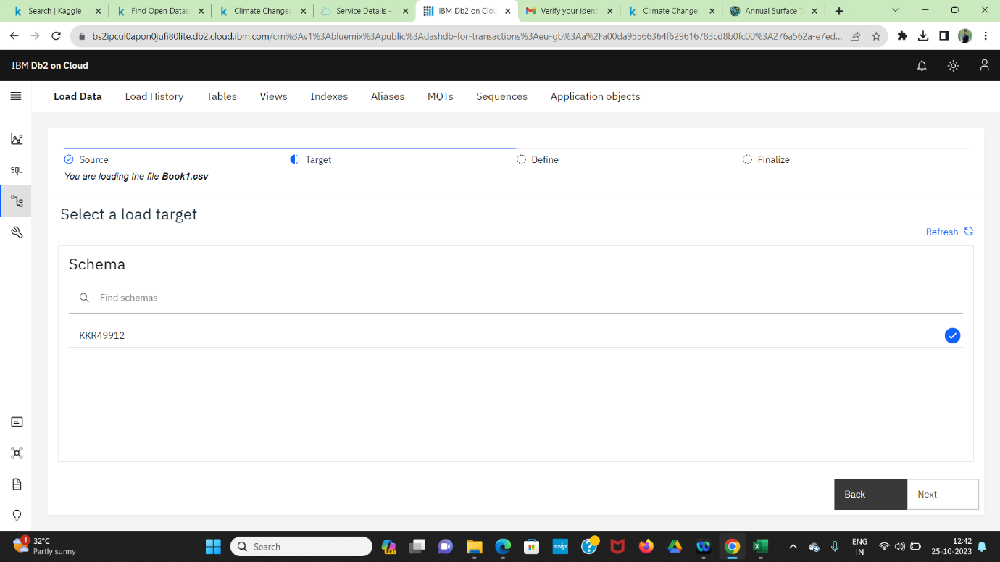 Search | Kaggle
Find Open Datas
Climate Change:
Service Details -
IBM Db2 on Clou
Verify your ident
Climate Change:
Annual Surface T
bs2ipcul0apon0jufi80lite.db2.cloud.ibm.com/crn%3Av1%3Abluemix%3Apublic%3Adashdb-for-transactions%3Aeu-gb%3Aa%2Fa00da95566364f629616783cd8b0fc00%3A276a562a-e7ed...
IBM Db2 on Cloud
Load Data Load History Tables Views Indexes Aliases MQTs Sequences Application objects
SQL
Source Target Define Finalize
You are loading the file Book1.csv
Select a load target
Refresh
Schema
Find schemas
KKR49912
Back Next
1
32°C
Partly sunny
Search
PRE
myhp
ENG
IN
12:42
25-10-2023